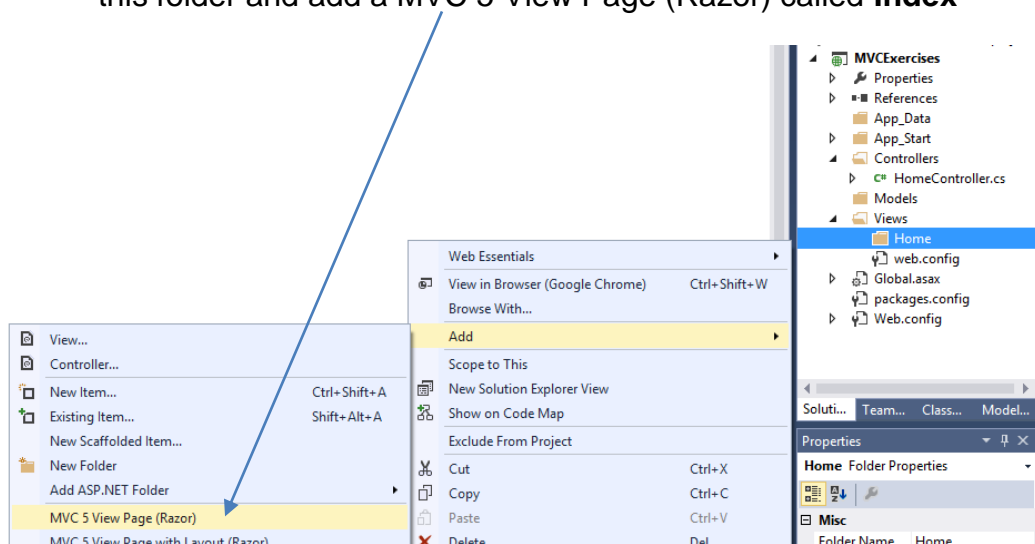 this folder and add a MVC 5 View Page (Razor) called Index
MVCExercises
Properties
References
App_Data
App_Start
Controllers
C# HomeController.cs
Models
Views
Home
web.config
Global.asax
packages.config
Web.config
Web Essentials
View in Browser (Google Chrome) Ctrl+Shift+W
Browse With...
Add
Scope to This
New Solution Explorer View
Show on Code Map
Exclude From Project
Cut Ctrl+X
Copy Ctrl+C
Paste Ctrl+V
Delete Del
View...
Controller...
New Item... Ctrl+Shift+A
Existing Item... Shift+Alt+A
New Scaffolded Item...
New Folder
Add ASP.NET Folder
MVC 5 View Page (Razor)
MVC 5 View Page with Layout (Razor)
Soluti... Team... Class... Model...
Properties
Home Folder Properties
Misc
Folder Name Home